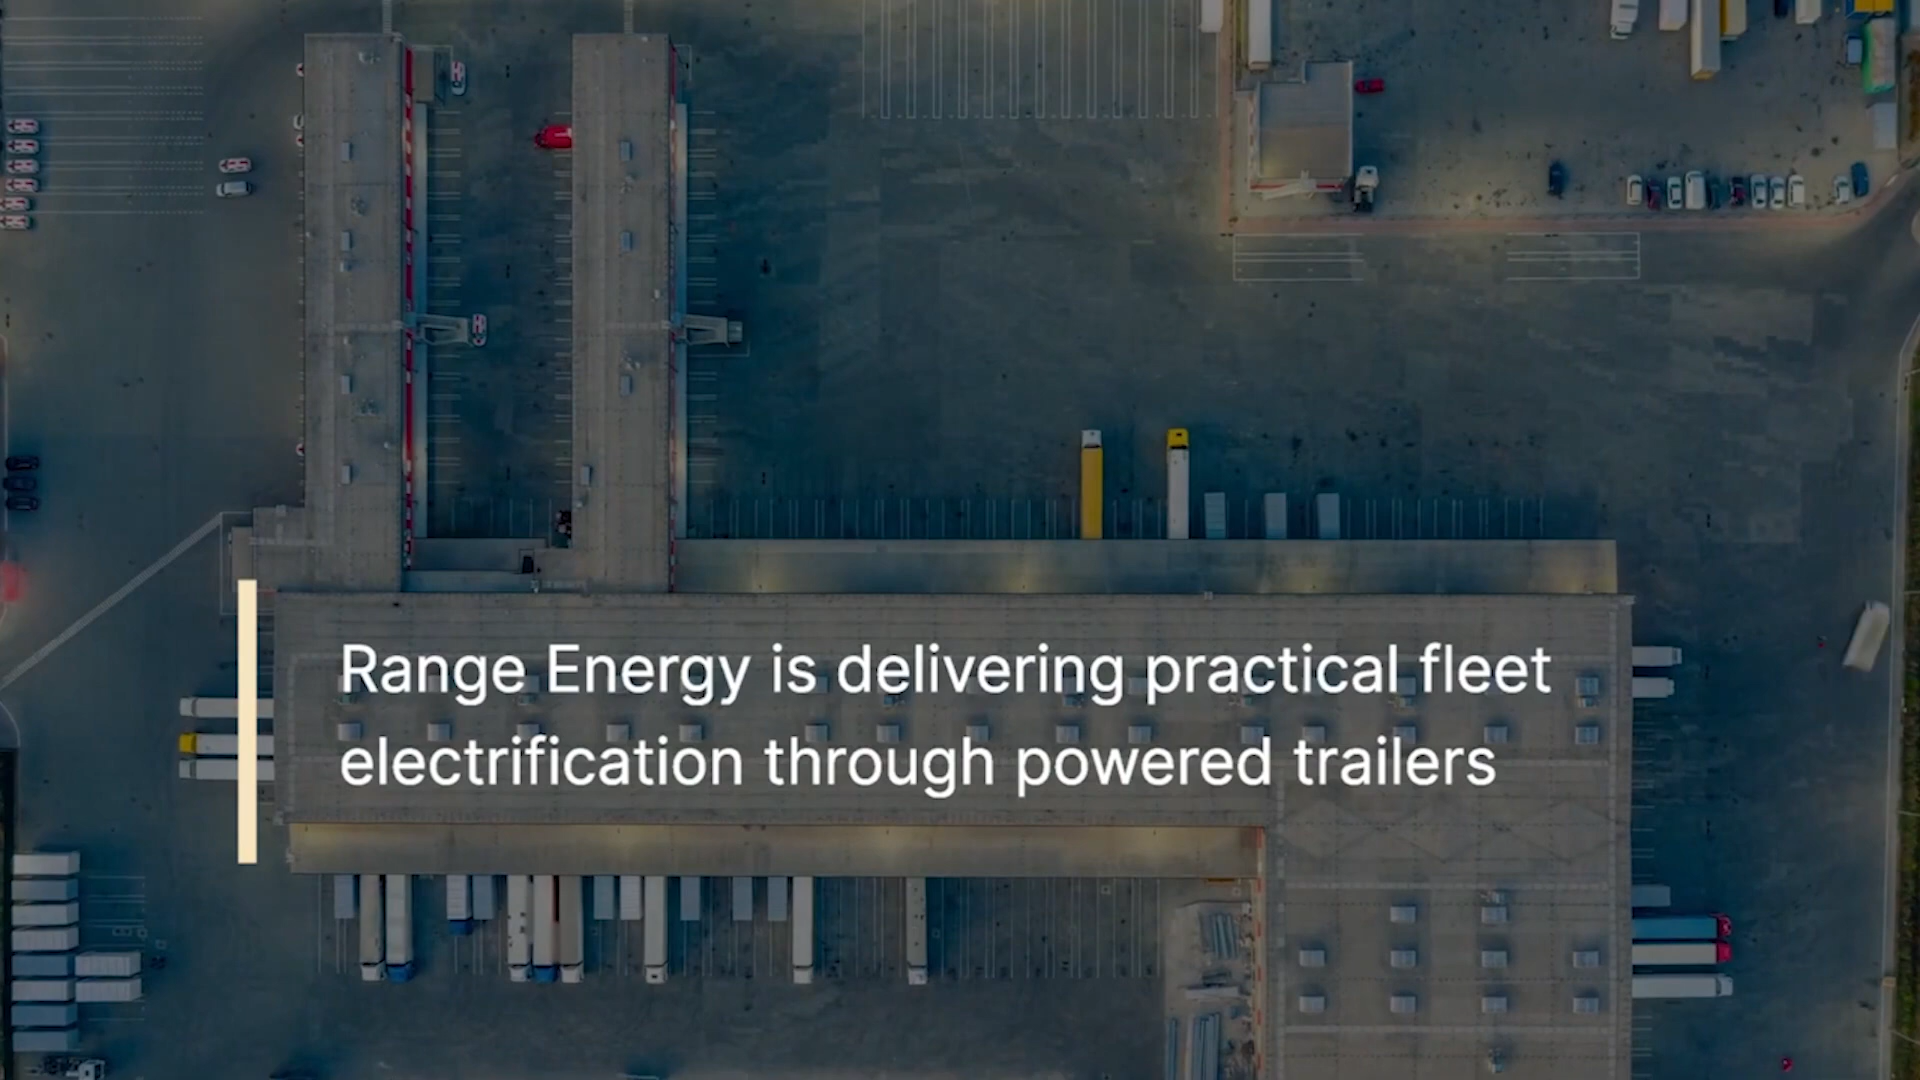 Range Energy is delivering practical fleet
electrification through powered trailers